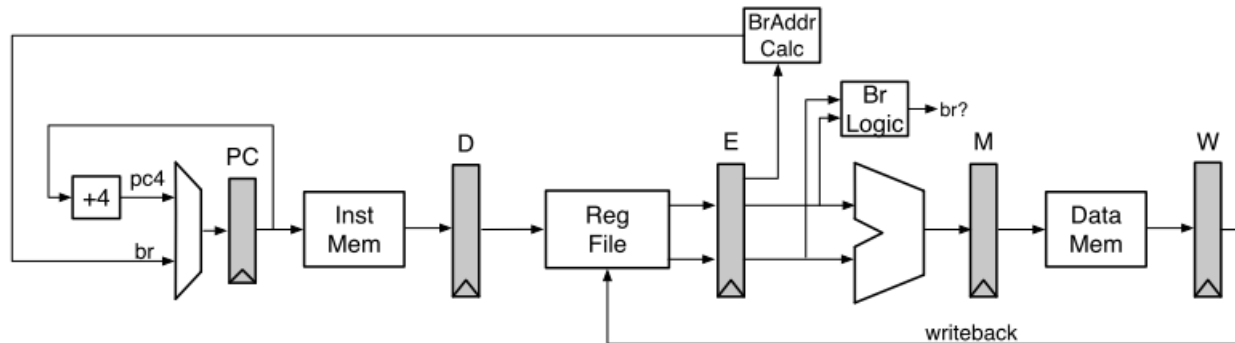 BrAddr
Calc
Br
Logic
br?
PC
D
E
M
W
+4
pc4
br
Inst
Mem
Reg
File
Data
Mem
writeback